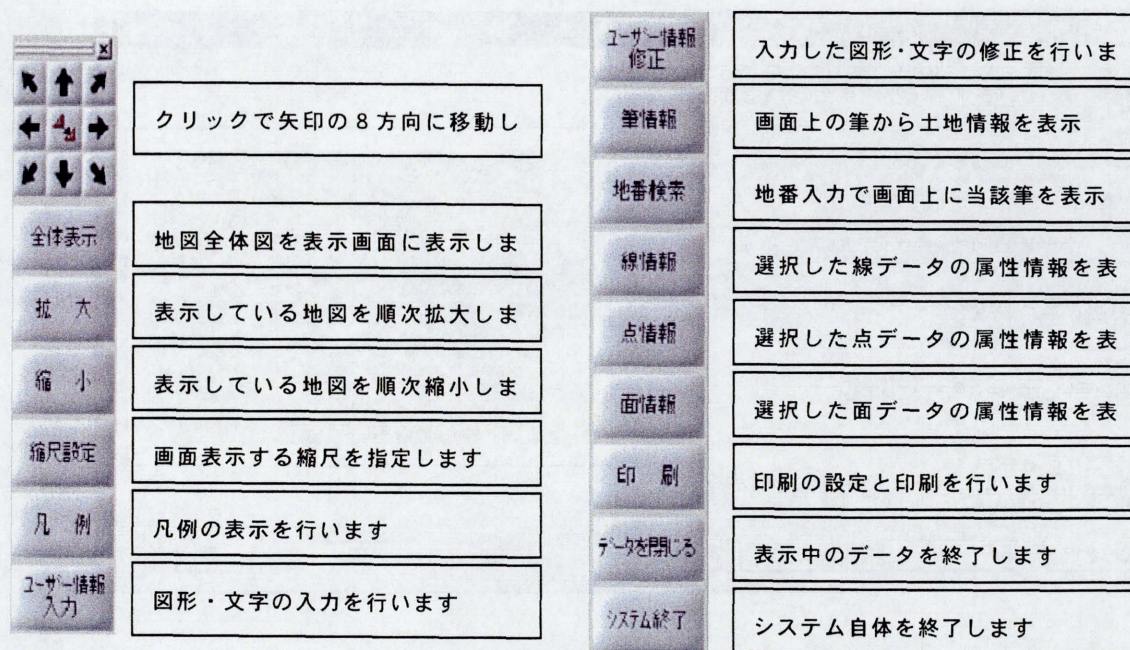 クリックで矢印の８方向に移動し
全体表示
地図全体図を表示画面に表示しま
拡　大
表示している地図を順次拡大しま
縮　小
表示している地図を順次縮小しま
縮尺設定
画面表示する縮尺を指定します
凡　例
凡例の表示を行います
ユーザー情報
入力
図形・文字の入力を行います
ユーザー情報
修正
入力した図形・文字の修正を行いま
筆情報
画面上の筆から土地情報を表示
地番検索
地番入力で画面上に当該筆を表示
線情報
選択した線データの属性情報を表
点情報
選択した点データの属性情報を表
面情報
選択した面データの属性情報を表
印　刷
印刷の設定と印刷を行います
データを閉じる
表示中のデータを終了します
システム終了
システム自体を終了します